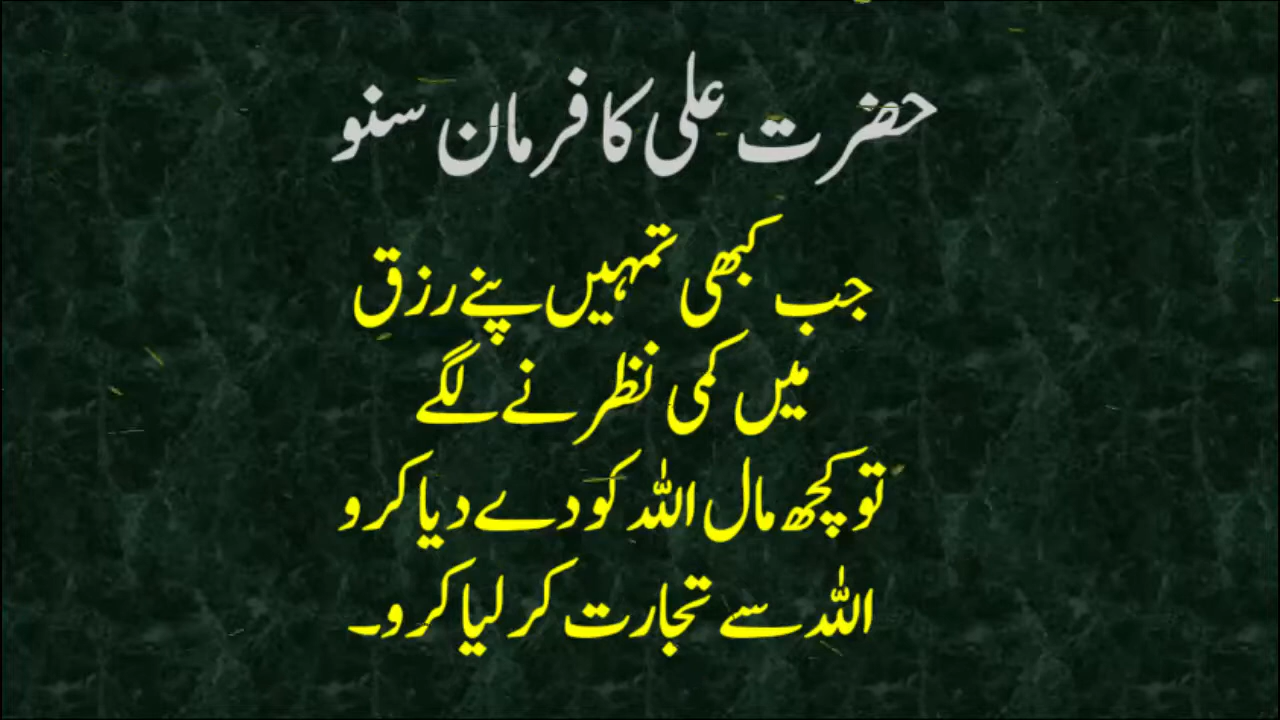 حضرت علی کا فرمان سنو
جب کبھی تمہیں پنے رزق
میں کمی نظر نے لگے
تو کچھ مال اللہ کو دے دیا کرو
اللہ سے تجارت کر لیا کرو۔